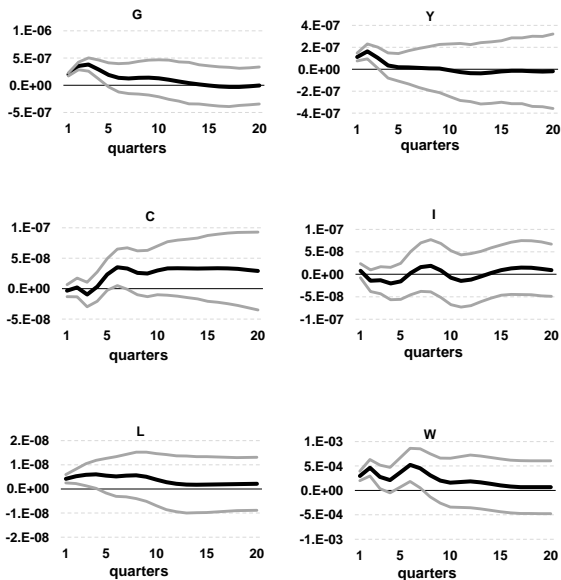 G
1.E-06
5.E-07
0.E+00
-5.E-07
1 5 10 15 20
quarters
Y
4.E-07
2.E-07
0.E+00
-2.E-07
-4.E-07
1 5 10 15 20
quarters
C
1.E-07
5.E-08
0.E+00
-5.E-08
1 5 10 15 20
quarters
I
1.E-07
5.E-08
0.E+00
-5.E-08
-1.E-07
1 5 10 15 20
quarters
L
2.E-08
1.E-08
0.E+00
-1.E-08
-2.E-08
1 5 10 15 20
quarters
W
1.E-03
5.E-04
0.E+00
-5.E-04
-1.E-03
1 5 10 15 20
quarters